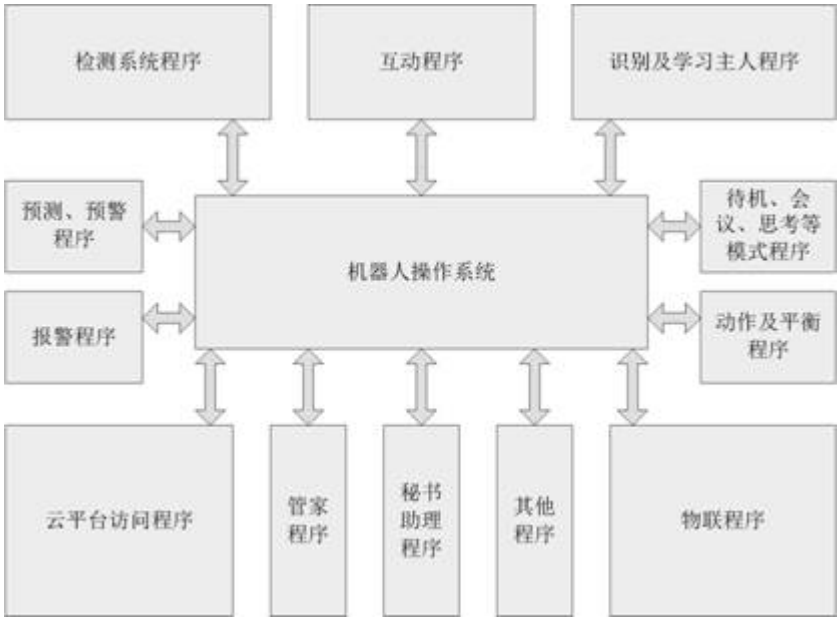 检测系统程序
互动程序
识别及学习主人程序
预测、预警
程序
机器人操作系统
待机、会
议、思考等
模式程序
报警程序
动作及平衡
程序
云平台访问程序
管家
程序
秘书
助理
程序
其他
程序
物联程序